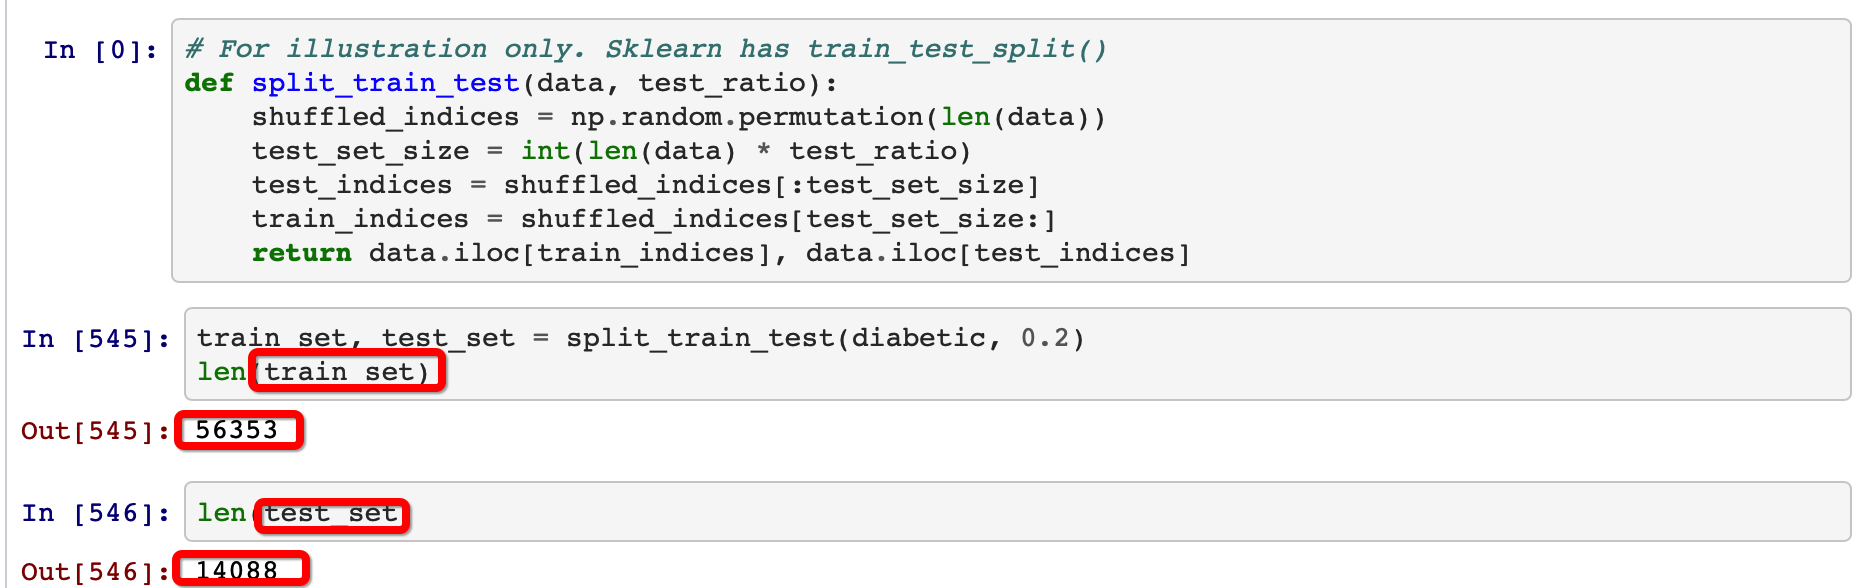 In [0]: # For illustration only. Sklearn has train_test_split()
def split_train_test(data, test_ratio):
    shuffled_indices = np.random.permutation(len(data))
    test_set_size = int(len(data) * test_ratio)
    test_indices = shuffled_indices[:test_set_size]
    train_indices = shuffled_indices[test_set_size:]
    return data.iloc[train_indices], data.iloc[test_indices]
In [545]: train_set, test_set = split_train_test(diabetic, 0.2)
len(train_set)
Out[545]: 56353
In [546]: len(test_set
Out[546]: 14088